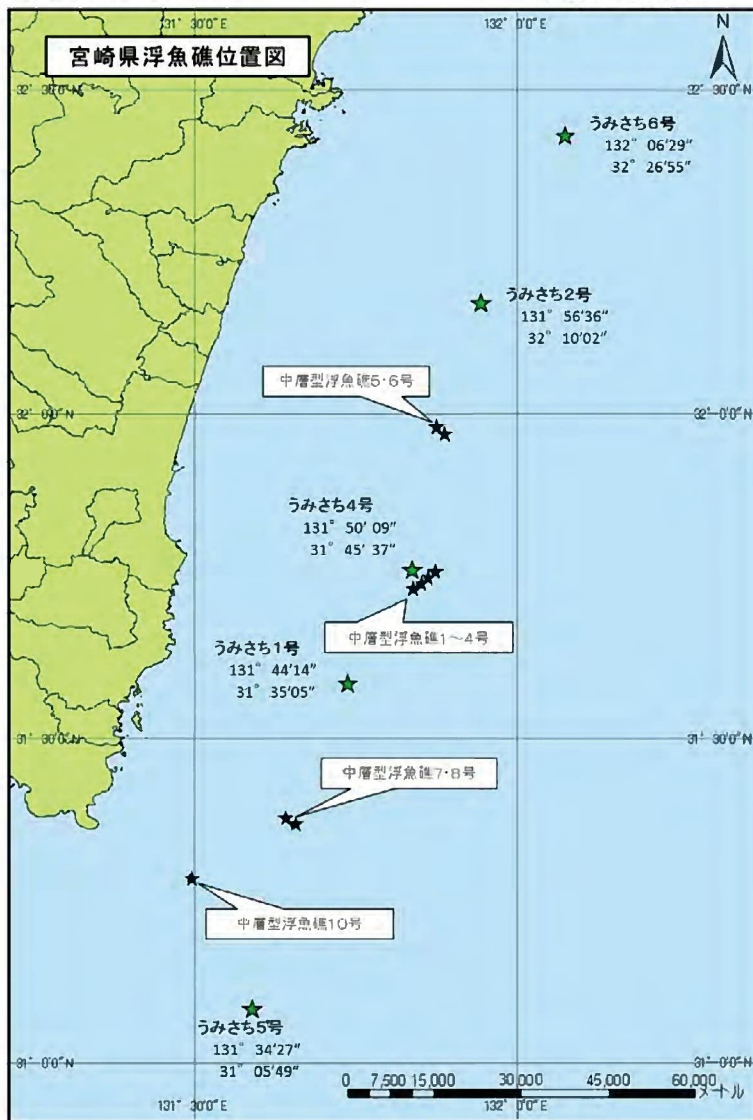 131° 30'0"E
132° 0'0"E
宮崎県浮魚礁位置図
N
32° 30'0"N
32° 30'0"N
うみさち6号
132° 06'29"
32° 26'55"
うみさち2号
131° 56'36"
32° 10'02"
中層型浮魚礁5・6号
32° 0'0"N
32° 0'0"N
うみさち4号
131° 50' 09"
31° 45' 37"
中層型浮魚礁1～4号
うみさち1号
131° 44'14"
31° 35'05"
31° 30'0"N
31° 30'0"N
中層型浮魚礁7・8号
中層型浮魚礁10号
うみさち5号
131° 34'27"
31° 05'49"
31° 0'0"N
31° 0'0"N
0 7,500 15,000 30,000 45,000 60,000
メートル
131° 30'0"E
132° 0'0"E